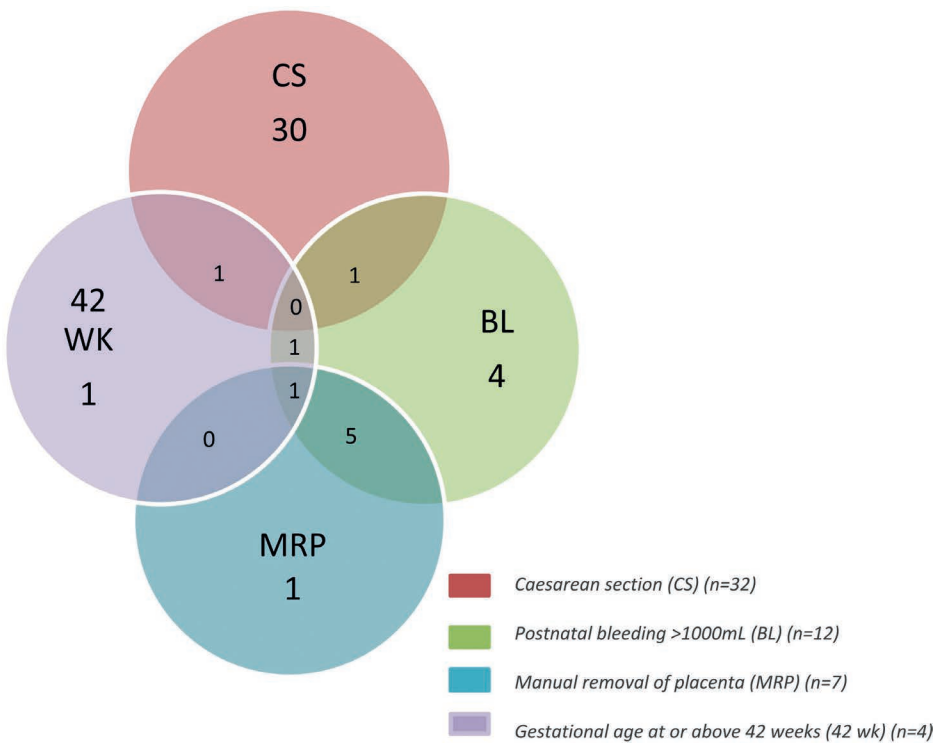 CS
30
1
1
0
42
WK
1
BL
4
1
1
0
5
MRP
1
Caesarean section (CS) (n=32)
Postnatal bleeding >1000mL (BL) (n=12)
Manual removal of placenta (MRP) (n=7)
Gestational age at or above 42 weeks (42 wk) (n=4)